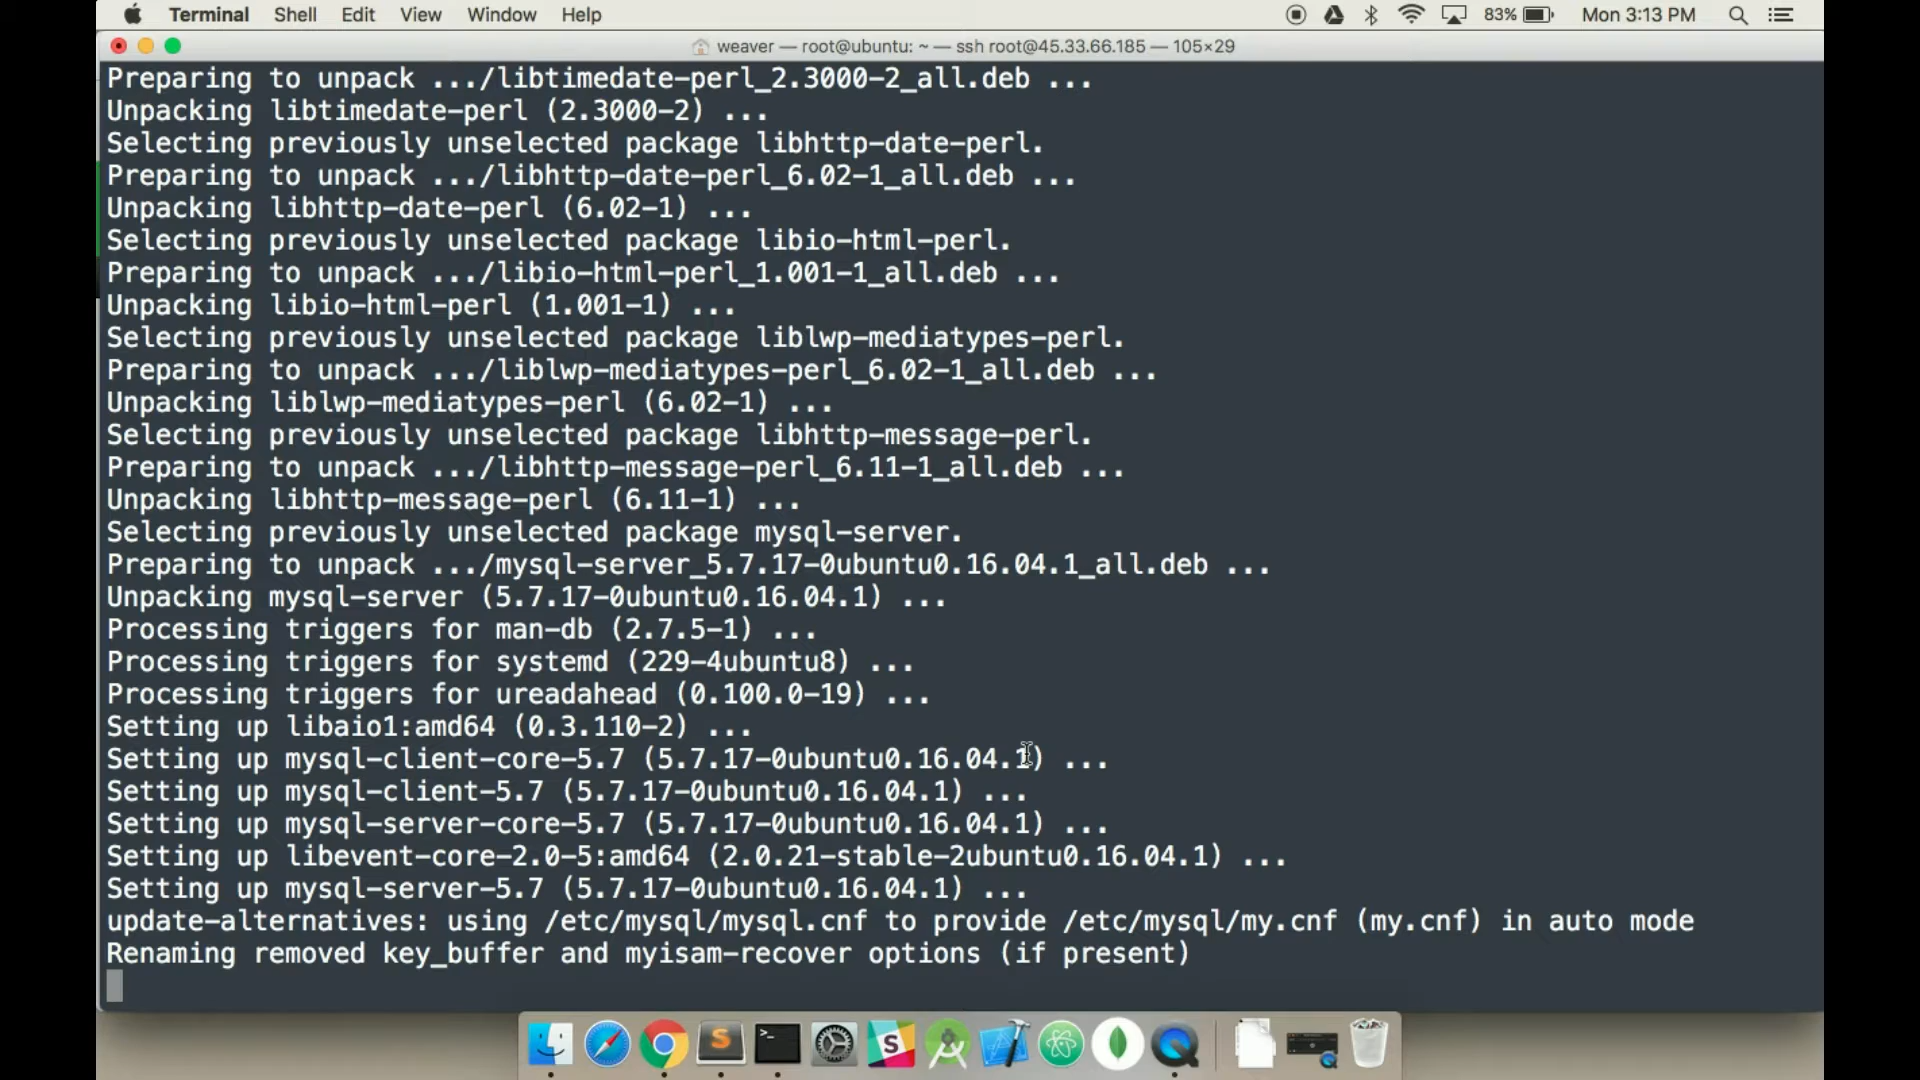 Terminal Shell Edit View Window Help 83% Mon 3:13 PM
weaver — root@ubuntu: ~ — ssh root@45.33.66.185 — 105×29
Preparing to unpack .../libtimedate-perl_2.3000-2_all.deb ...
Unpacking libtimedate-perl (2.3000-2) ...
Selecting previously unselected package libhttp-date-perl.
Preparing to unpack .../libhttp-date-perl_6.02-1_all.deb ...
Unpacking libhttp-date-perl (6.02-1) ...
Selecting previously unselected package libio-html-perl.
Preparing to unpack .../libio-html-perl_1.001-1_all.deb ...
Unpacking libio-html-perl (1.001-1) ...
Selecting previously unselected package liblwp-mediatypes-perl.
Preparing to unpack .../liblwp-mediatypes-perl_6.02-1_all.deb ...
Unpacking liblwp-mediatypes-perl (6.02-1) ...
Selecting previously unselected package libhttp-message-perl.
Preparing to unpack .../libhttp-message-perl_6.11-1_all.deb ...
Unpacking libhttp-message-perl (6.11-1) ...
Selecting previously unselected package mysql-server.
Preparing to unpack .../mysql-server_5.7.17-0ubuntu0.16.04.1_all.deb ...
Unpacking mysql-server (5.7.17-0ubuntu0.16.04.1) ...
Processing triggers for man-db (2.7.5-1) ...
Processing triggers for systemd (229-4ubuntu8) ...
Processing triggers for ureadahead (0.100.0-19) ...
Setting up libaio1:amd64 (0.3.110-2) ...
Setting up mysql-client-core-5.7 (5.7.17-0ubuntu0.16.04.1) ...
Setting up mysql-client-5.7 (5.7.17-0ubuntu0.16.04.1) ...
Setting up mysql-server-core-5.7 (5.7.17-0ubuntu0.16.04.1) ...
Setting up libevent-core-2.0-5:amd64 (2.0.21-stable-2ubuntu0.16.04.1) ...
Setting up mysql-server-5.7 (5.7.17-0ubuntu0.16.04.1) ...
update-alternatives: using /etc/mysql/mysql.cnf to provide /etc/mysql/my.cnf (my.cnf) in auto mode
Renaming removed key_buffer and myisam-recover options (if present)